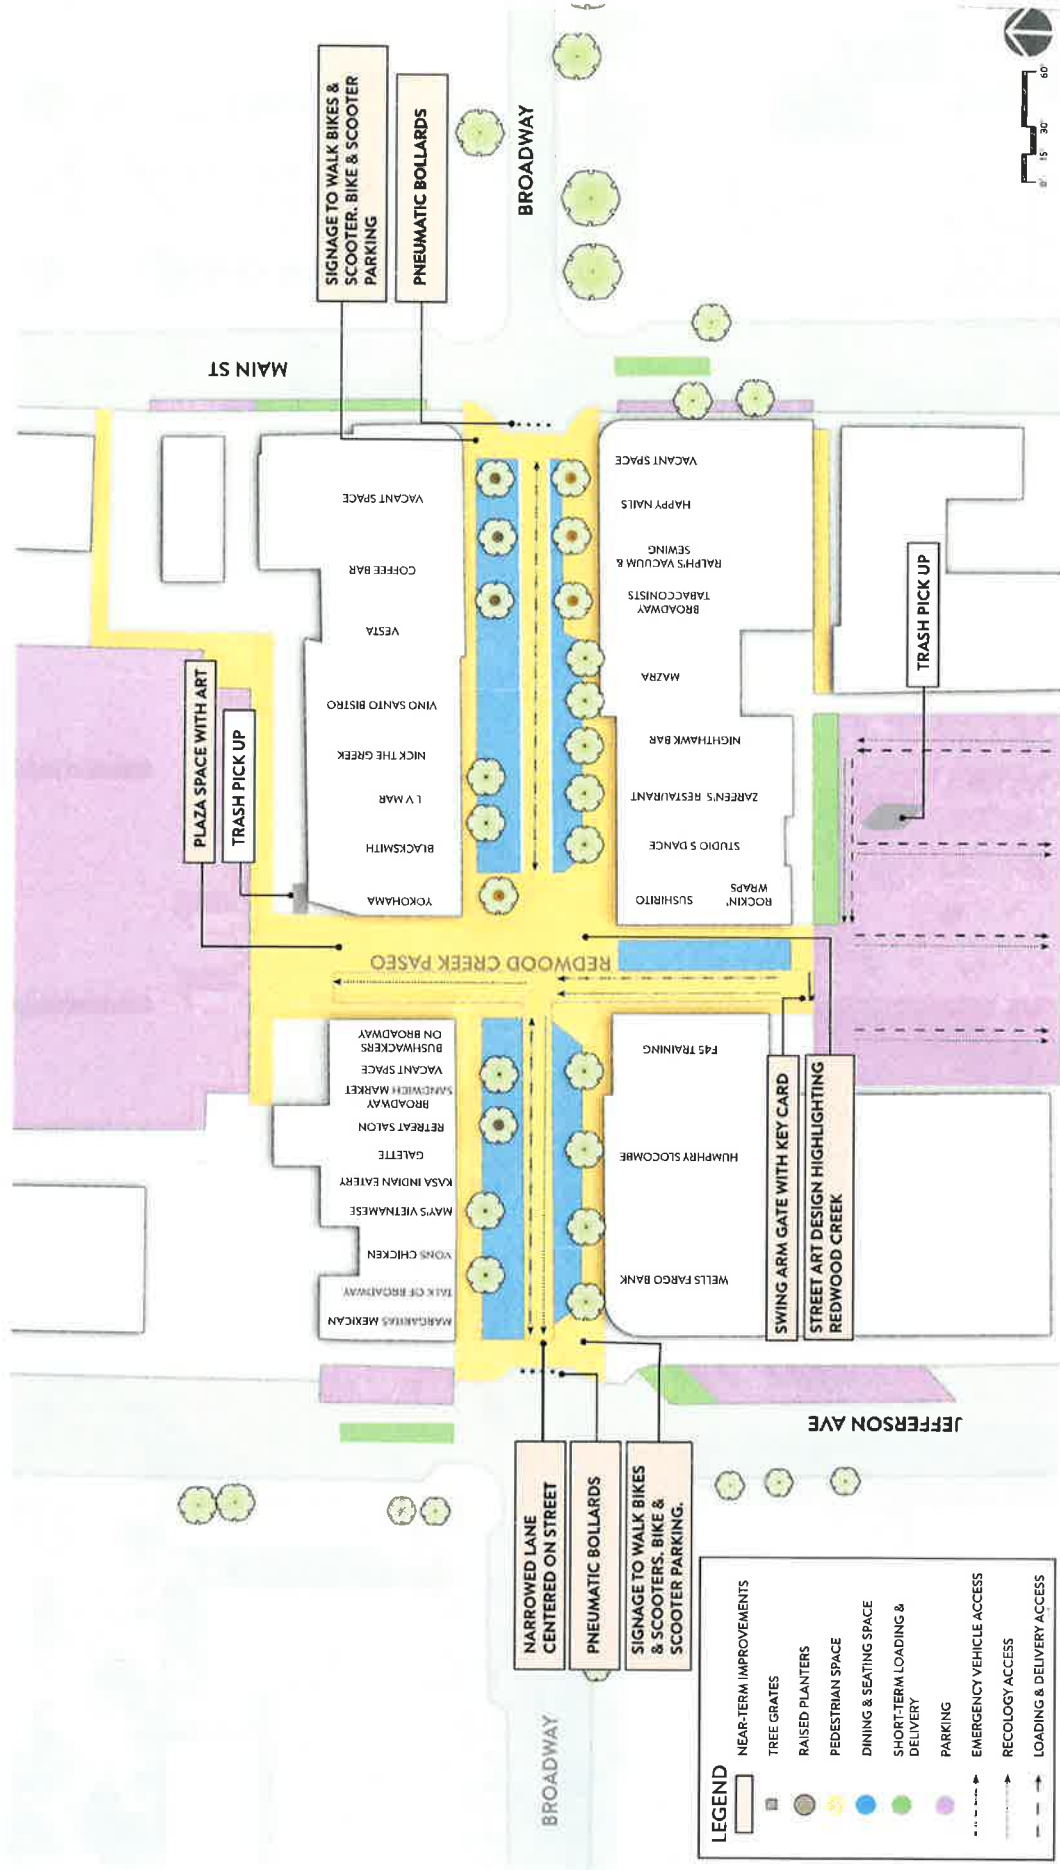 SIGNAGE TO WALK BIKES &
SCOOTER. BIKE & SCOOTER
PARKING
PNEUMATIC BOLLARDS
BROADWAY
MAIN ST
0'
15'
30'
60'
PLAZA SPACE WITH ART
TRASH PICK UP
VACANT SPACE
COFFEE BAR
VESTA
VINO SANTO BISTRO
NICK THE GREEK
LV MAR
BLACKSMITH
YOKOHAMA
VACANT SPACE
HAPPY NAILS
RALPH'S VACUUM &
SEWING
BROADWAY
TABACCONISTS
MAZRA
NIGHTHAWK BAR
ZAREEN'S RESTAURANT
STUDIO S DANCE
ROCKIN'
WRAPS
SUSHIRITO
TRASH PICK UP
REDWOOD CREEK PASEO
BUSHWACKERS
ON BROADWAY
VACANT SPACE
BROADWAY
SANDWICH MARKET
RETREAT SALON
GALETTE
KASA INDIAN EATERY
MAY'S VIETNAMESE
VONS CHICKEN
TALK OF BROADWAY
MARGARITAS MEXICAN
F45 TRAINING
HUMPHRY SLOCOMBE
WELLS FARGO BANK
SWING ARM GATE WITH KEY CARD
STREET ART DESIGN HIGHLIGHTING
REDWOOD CREEK
JEFFERSON AVE
NARROWED LANE
CENTERED ON STREET
PNEUMATIC BOLLARDS
SIGNAGE TO WALK BIKES
& SCOOTERS. BIKE &
SCOOTER PARKING.
BROADWAY
LEGEND
NEAR-TERM IMPROVEMENTS
TREE GRATES
RAISED PLANTERS
PEDESTRIAN SPACE
DINING & SEATING SPACE
SHORT-TERM LOADING &
DELIVERY
PARKING
EMERGENCY VEHICLE ACCESS
RECOLOGY ACCESS
LOADING & DELIVERY ACCESS